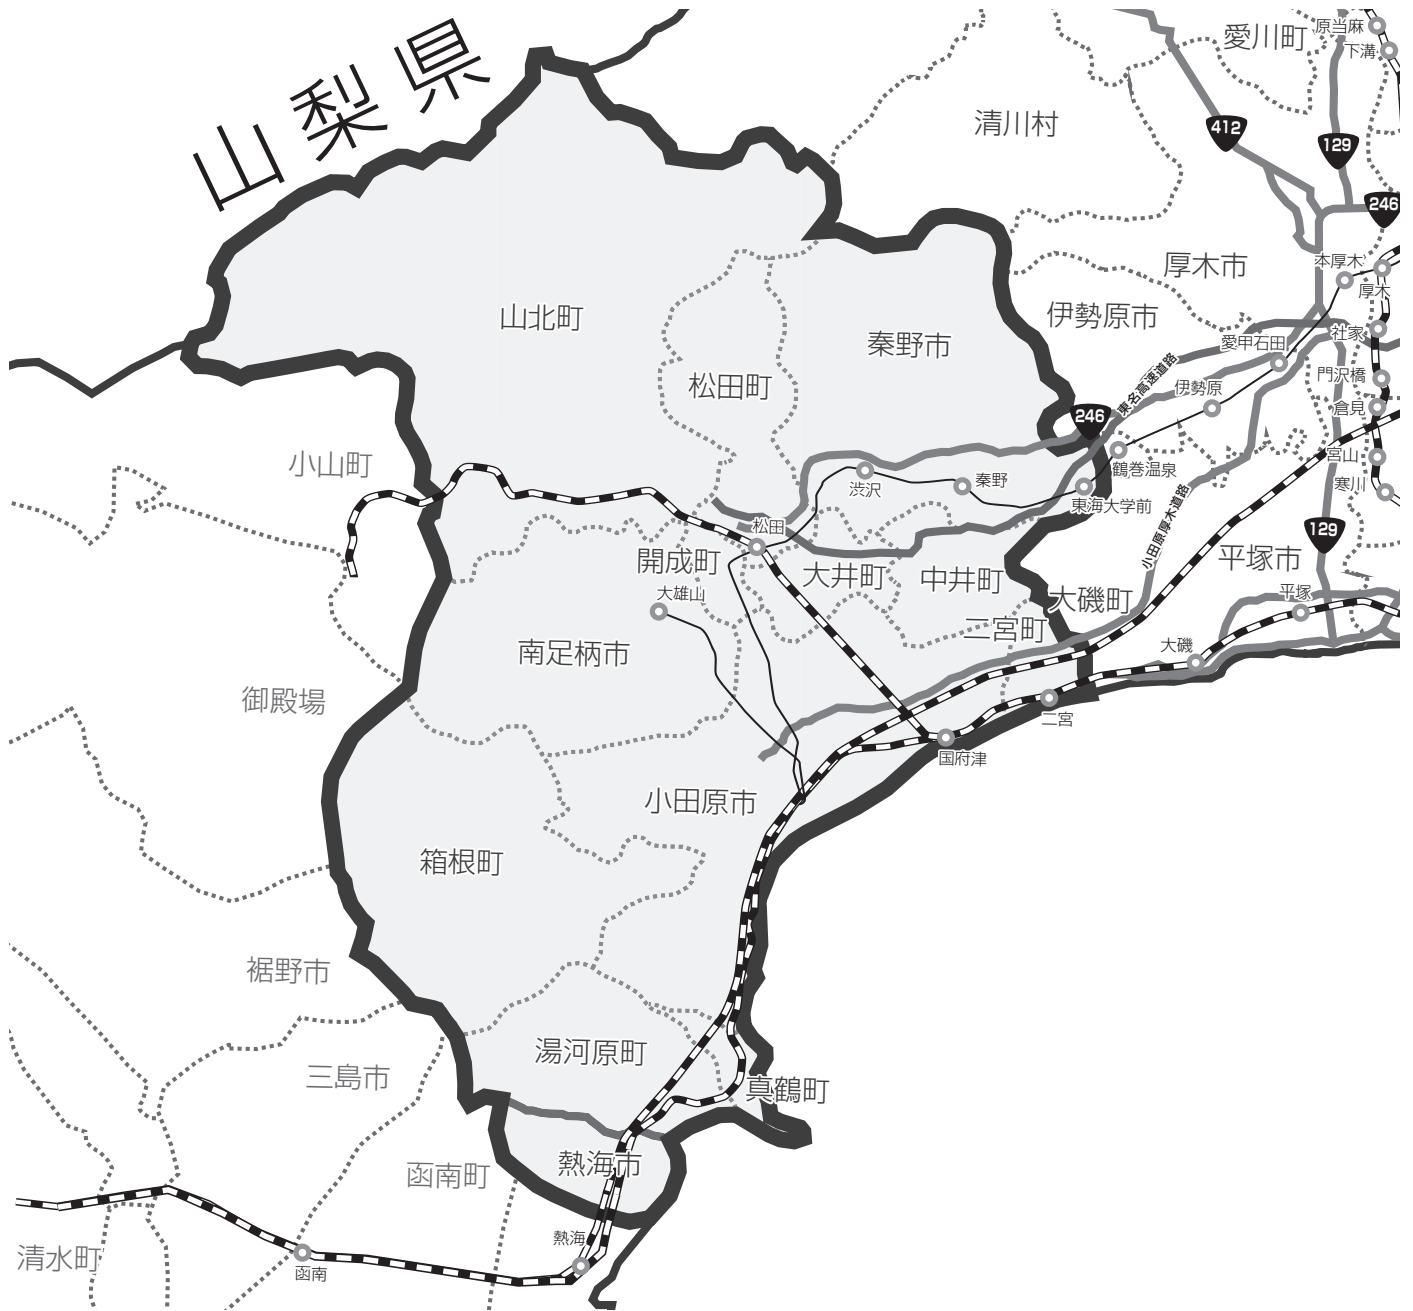 山梨県
愛川町
原当麻
下溝
清川村
412
129
246
厚木市
本厚木
厚木
伊勢原市
山北町
秦野市
松田町
愛甲石田
社家
東名高速道路
伊勢原
門沢橋
倉見
246
小山町
鶴巻温泉
宮山
渋沢
秦野
東海大学前
寒川
小田原厚木道路
松田
129
開成町
大井町
中井町
平塚市
大雄山
大磯町
平塚
二宮町
南足柄市
大磯
御殿場
二宮
国府津
小田原市
箱根町
裾野市
湯河原町
三島市
真鶴町
熱海市
函南町
熱海
清水町
函南